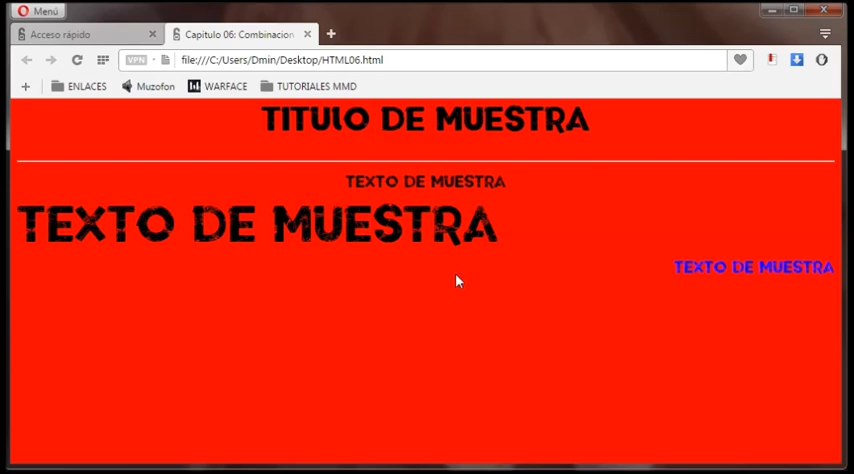 Menú
Acceso rápido
Capitulo 06: Combinacion
VPN
file:///C:/Users/Dmin/Desktop/HTML06.html
ENLACES
Muzofon
WARFACE
TUTORIALES MMD
TITULO DE MUESTRA
TEXTO DE MUESTRA
TEXTO DE MUESTRA
TEXTO DE MUESTRA